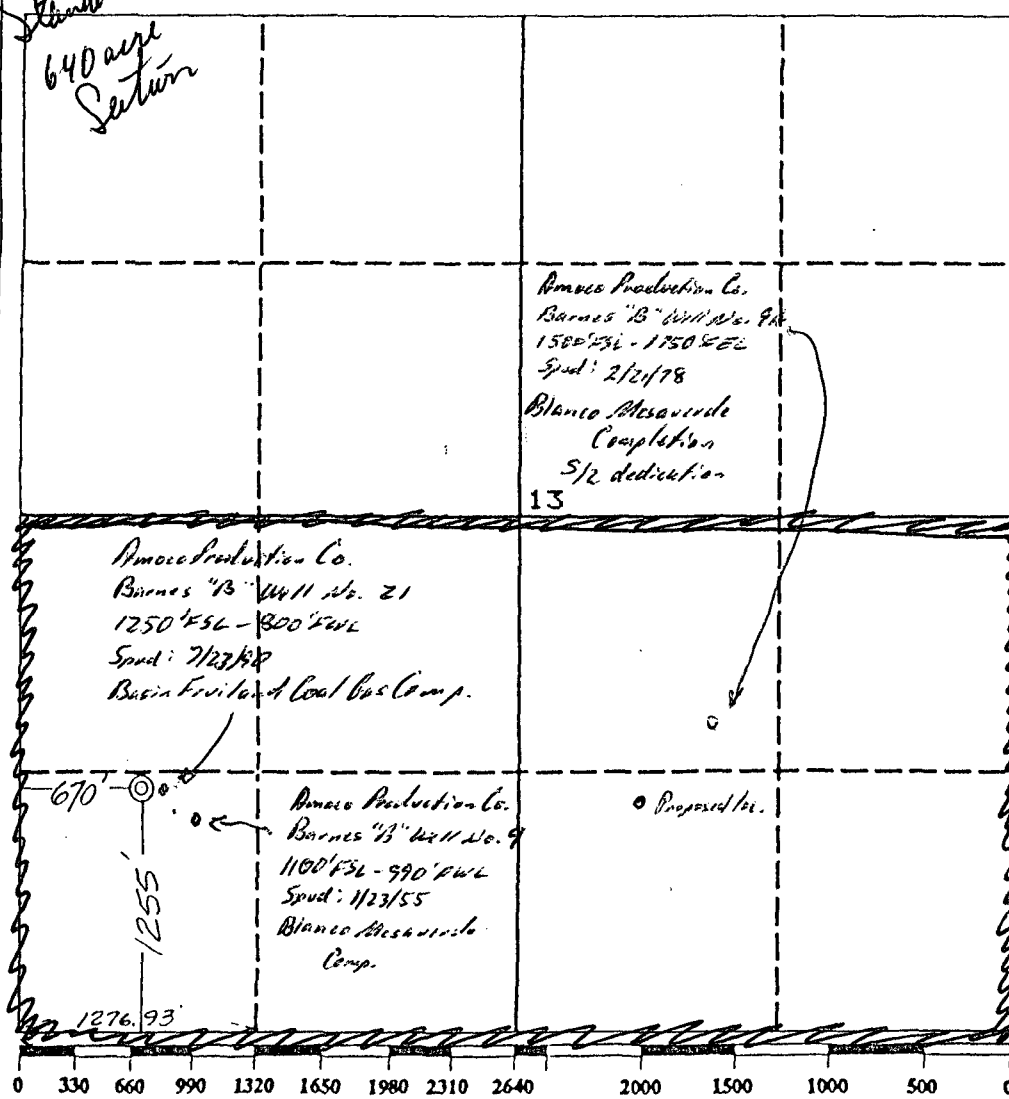 640 acre
Section
Amoco Production Co.
Barnes "B" Well No. 9A
1580' FSL - 1750' FEL
Spud: 2/21/78
Blanco Mesaverde
Completion
S/2 dedication
13
Amoco Production Co.
Barnes "B" Well No. 21
1250' FSL - 800' FWL
Spud:
Basin Fruitland Coal Gas Comp.
670'
Proposed loc.
Amoco Production Co.
Barnes "B" Well No. 9
1100' FSL - 990' FWL
Spud: 1/23/55
Blanco Mesaverde
Comp.
1255'
1276.93'
0 330 660 990 1320 1650 1980 2310 2640 2000 1500 1000 500 0